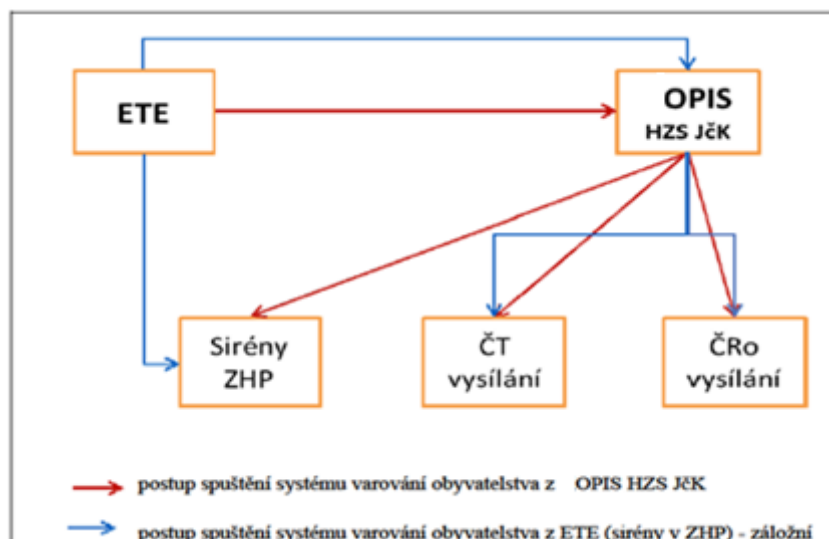 ETE
OPIS
HZS JčK
Sirény
ZHP
ČT
vysílání
ČRo
vysílání
postup spuštění systému varování obyvatelstva z OPIS HZS JčK
postup spuštění systému varování obyvatelstva z ETE (sirény v ZHP) - záložní